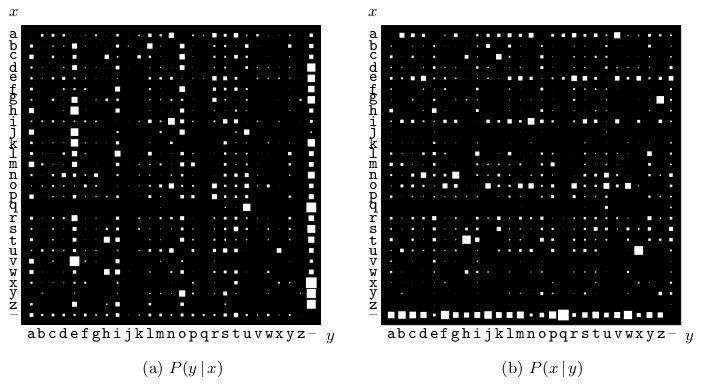 x
a
b
c
d
e
f
g
h
i
j
k
l
m
n
o
p
q
r
s
t
u
v
w
x
y
z
–
abcdefghijklmnopqrstuvwxyz– y
(a) P(y | x)
x
a
b
c
d
e
f
g
h
i
j
k
l
m
n
o
p
q
r
s
t
u
v
w
x
y
z
–
abcdefghijklmnopqrstuvwxyz– y
(b) P(x | y)